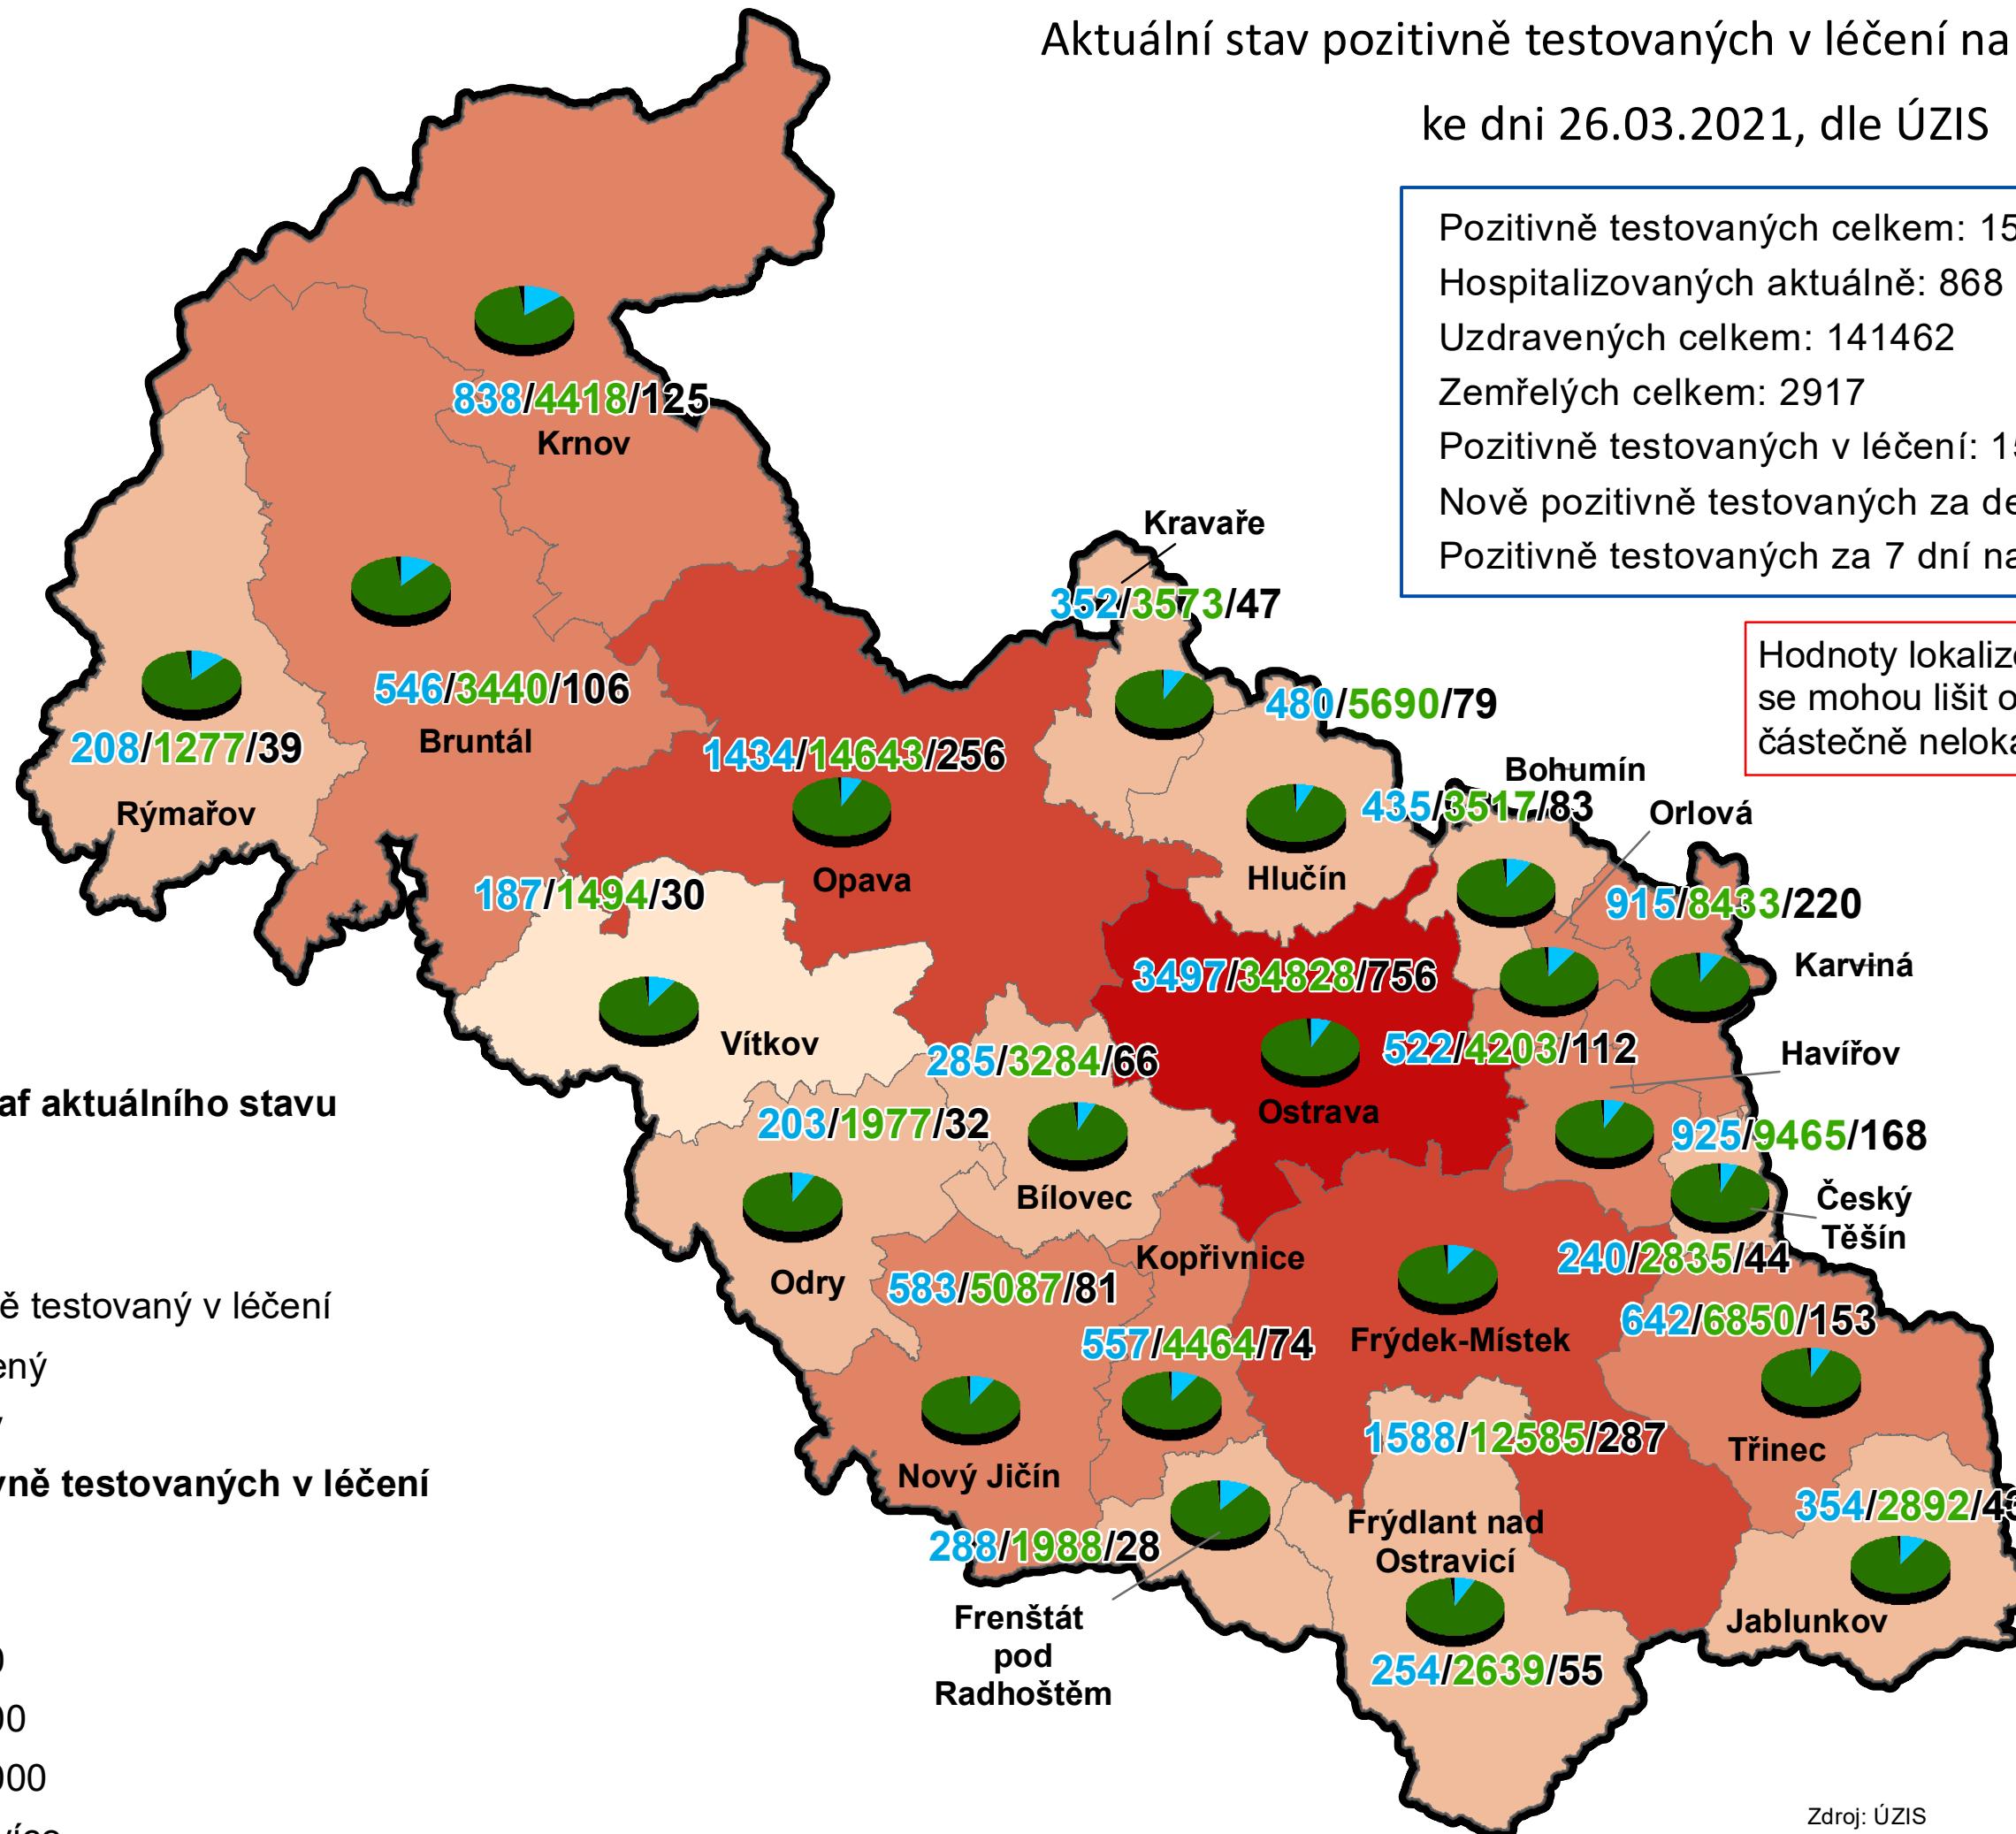 Aktuální stav pozitivně testovaných v léčení na
ke dni 26.03.2021, dle ÚZIS
Pozitivně testovaných celkem: 15
Hospitalizovaných aktuálně: 868
Uzdravených celkem: 141462
Zemřelých celkem: 2917
Pozitivně testovaných v léčení: 15
Nově pozitivně testovaných za de
Pozitivně testovaných za 7 dní na
Hodnoty lokaliz
se mohou lišit o
částečně neloka
838/4418/125
Krnov
Kravaře
352/3573/47
546/3440/106
Bruntál
208/1277/39
Rýmařov
480/5690/79
Hlučín
1434/14643/256
Opava
Bohumín
435/3517/83
Orlová
915/8433/220
Karviná
187/1494/30
Vítkov
3497/34828/756
Ostrava
522/4203/112
Havířov
285/3284/66
Bílovec
925/9465/168
Český
Těšín
203/1977/32
Odry
240/2835/44
Kopřivnice
583/5087/81
Nový Jičín
557/4464/74
Frýdek-Místek
642/6850/153
Třinec
1588/12585/287
354/2892/43
Jablunkov
Frýdlant nad
Ostravicí
254/2639/55
288/1988/28
Frenštát
pod
Radhoštěm
af aktuálního stavu
ě testovaný v léčení
ený
vně testovaných v léčení
0
00
000
Zdroj: ÚZIS